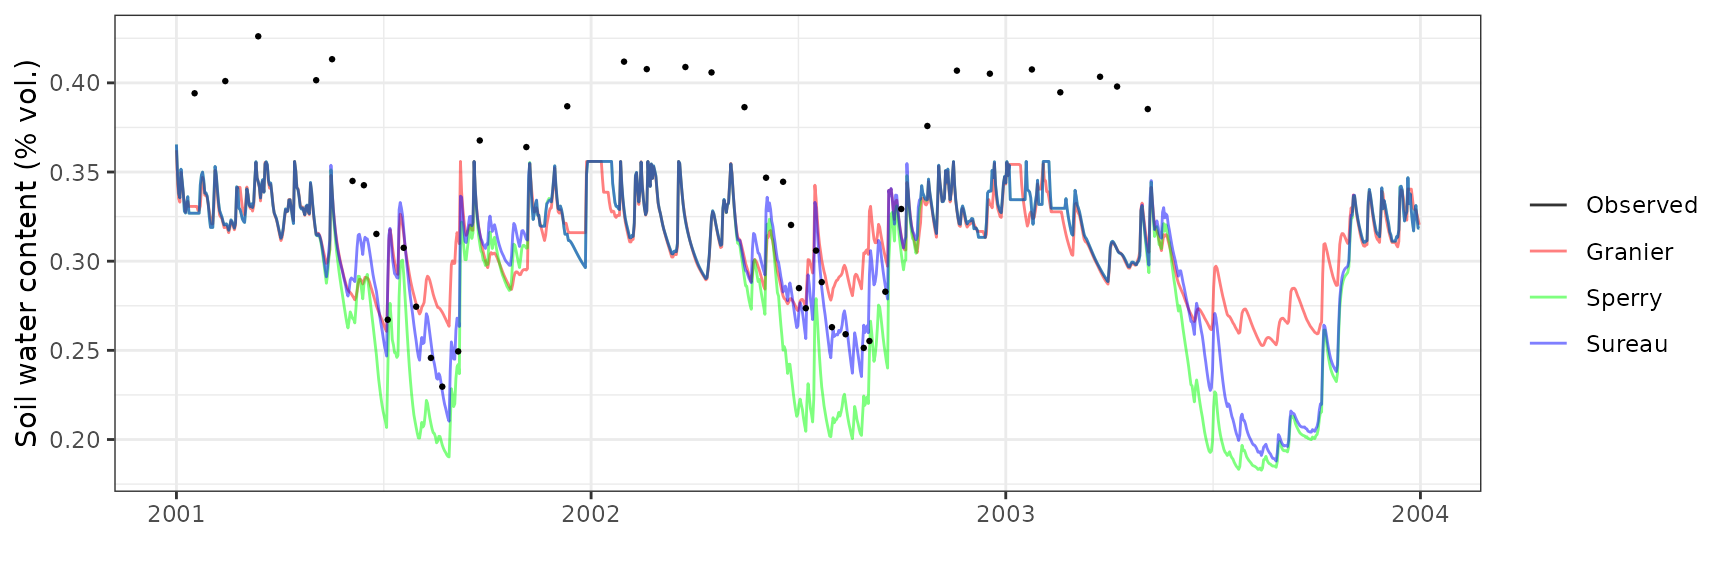 Soil water content (% vol.)
0.40
0.35
0.30
0.25
0.20
2001
2002
2003
2004
Observed
Granier
Sperry
Sureau